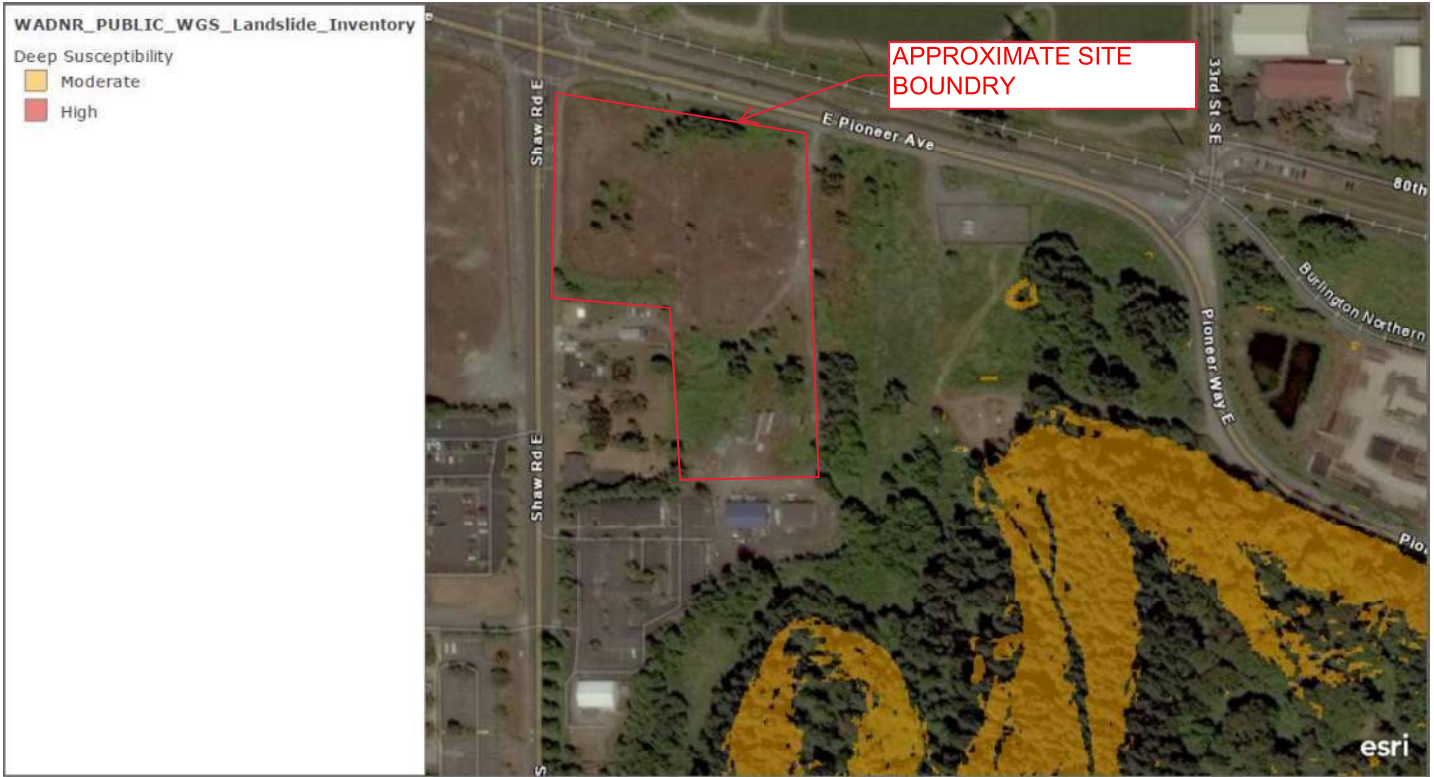 WADNR_PUBLIC_WGS_Landslide_Inventory
Deep Susceptibility
Moderate
High
APPROXIMATE SITE
BOUNDRY
Shaw Rd E
E Pioneer Ave
33rd St SE
80th
Burlington Northern
Pioneer Way E
Shaw Rd E
Pio
S
esri